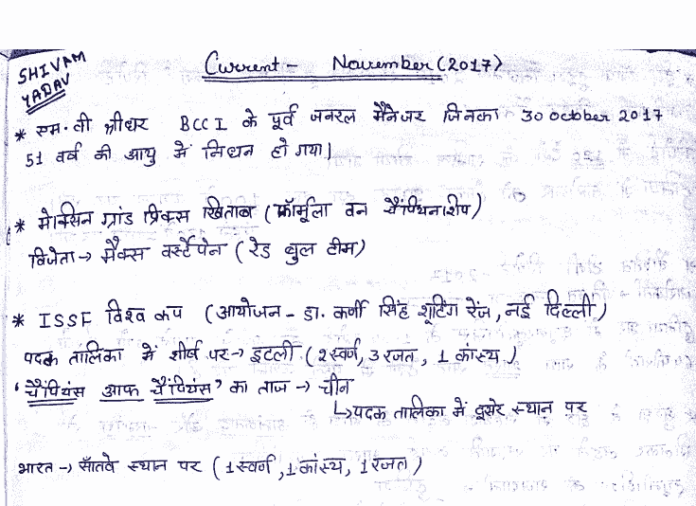 SHIVAM
YADAV
Current - November (2017)
* एम. वी श्रीधर BCCI के पूर्व जनरल मैनेजर जिनका 30 october 2017
51 वर्ष की आयु में निधन हो गया।
* मेक्सिन ग्रांड प्रिक्स खिताब (फॉर्मूला वन चैंपियनशिप)
विजेता → मैक्स वर्स्टेपेन (रेड बुल टीम)
* ISSF विश्व कप (आयोजन - डा. कर्णी सिंह शूटिंग रेंज, नई दिल्ली)
पदक तालिका में शीर्ष पर → इटली (2 स्वर्ण, 3 रजत, 1 कांस्य)
'चैंपियंस आफ चैंपियंस' का ताज → चीन
↳ पदक तालिका में दूसरे स्थान पर
भारत → साँतवे स्थान पर (1 स्वर्ण, 1 कांस्य, 1 रजत)